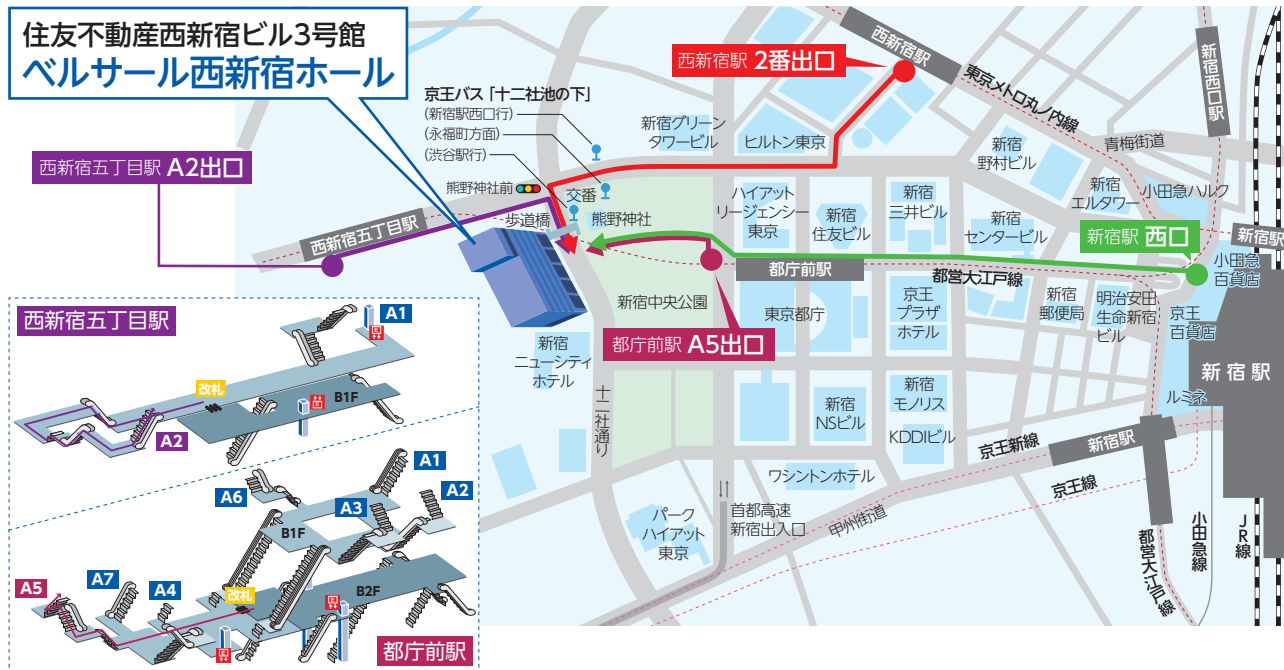 住友不動産西新宿ビル3号館
ベルサール西新宿ホール
西新宿駅 2番出口
西新宿駅
東京メトロ丸ノ内線
新宿西口駅
京王バス「十二社池の下」
(新宿駅西口行)
(永福町方面)
(渋谷駅行)
新宿グリーン
タワービル
ヒルトン東京
新宿
野村ビル
青梅街道
西新宿五丁目駅 A2出口
熊野神社前
交番
歩道橋
熊野神社
ハイアット
リージェンシー
東京
新宿
住友ビル
新宿
三井ビル
新宿
センタービル
新宿
エルタワー
小田急ハルク
新宿駅 西口
新宿駅
小田急
百貨店
西新宿五丁目駅
都庁前駅
都営大江戸線
新宿中央公園
東京都庁
京王
プラザ
ホテル
新宿
郵便局
明治安田
生命新宿
ビル
京王
百貨店
都庁前駅 A5出口
新宿
ニューシティ
ホテル
十二社通り
新宿
NSビル
新宿
モノリス
KDDIビル
ルミネ
新宿駅
京王新線
新宿駅
ワシントンホテル
京王線
パーク
ハイアット
東京
首都高速
新宿出入口
甲州街道
都営大江戸線
小田急線
JR線
西新宿五丁目駅
A1
改札
B1F
A2
A1
A6
A2
A3
B1F
A7
A5
A4
改札
B2F
都庁前駅